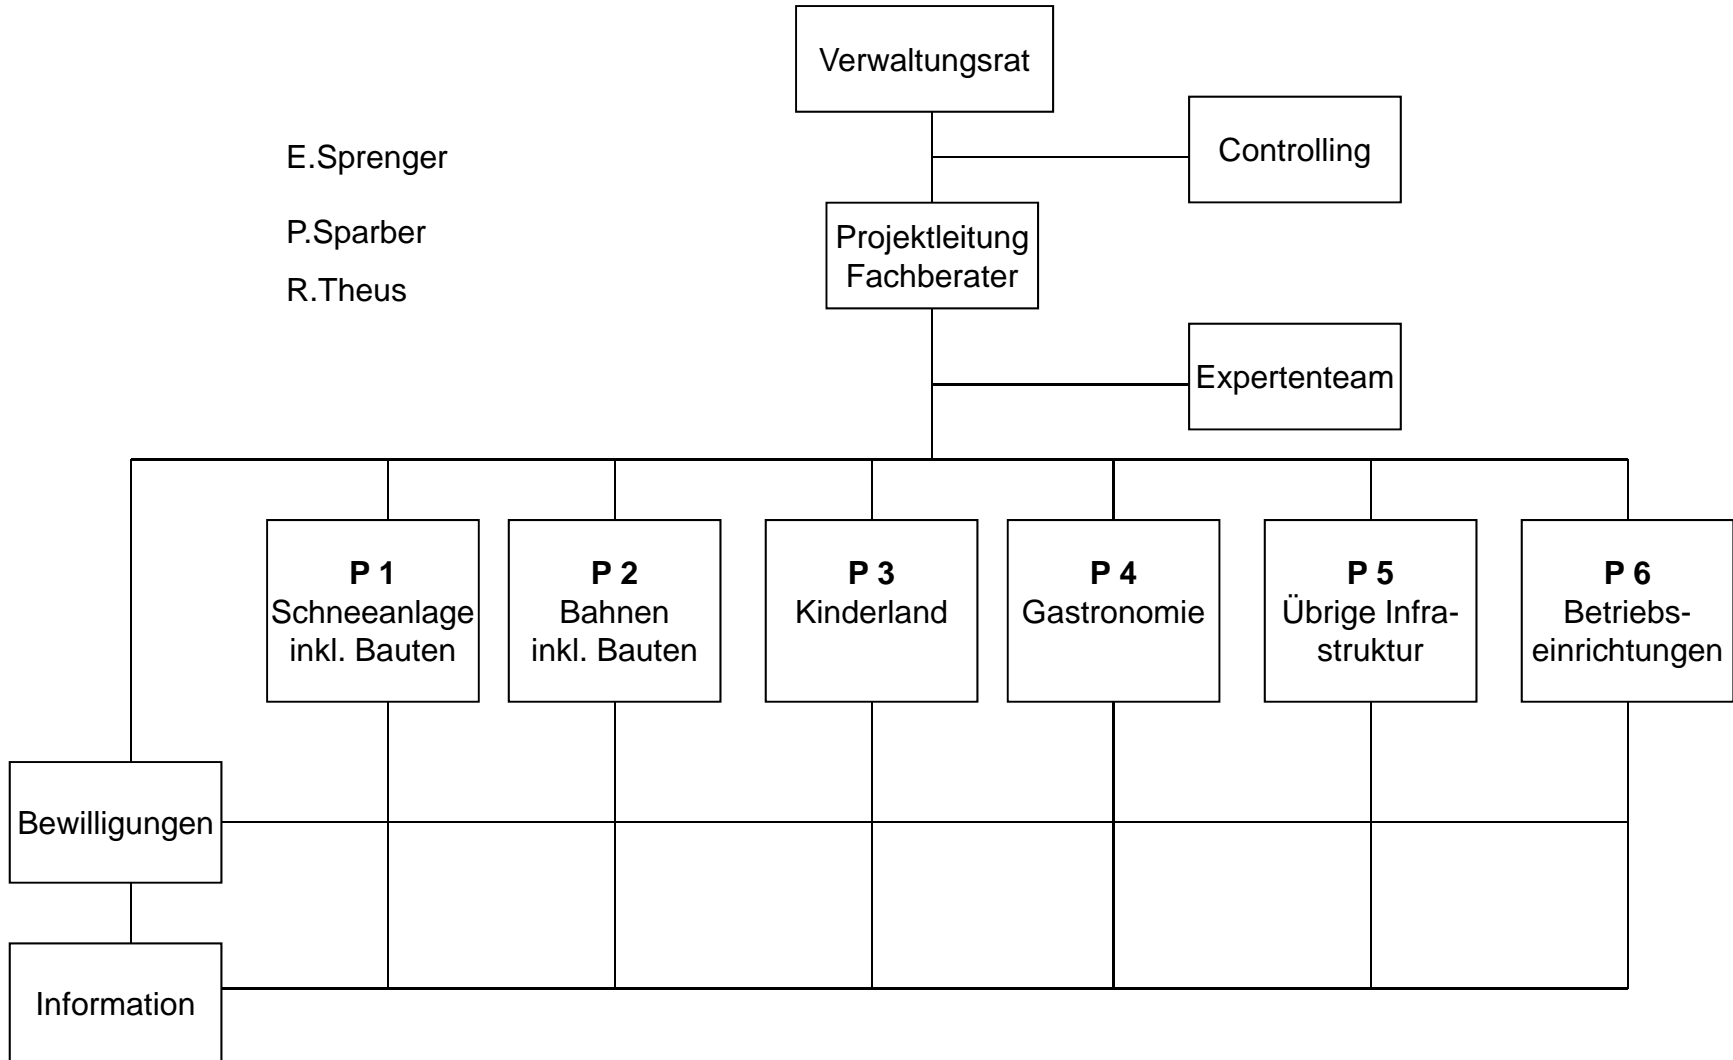 Verwaltungsrat
Controlling
E.Sprenger
P.Sparber
R.Theus
Projektleitung
Fachberater
Expertenteam
P 1
Schneeanlage
inkl. Bauten
P 2
Bahnen
inkl. Bauten
P 3
Kinderland
P 4
Gastronomie
P 5
Übrige Infra-
struktur
P 6
Betriebs-
einrichtungen
Bewilligungen
Information